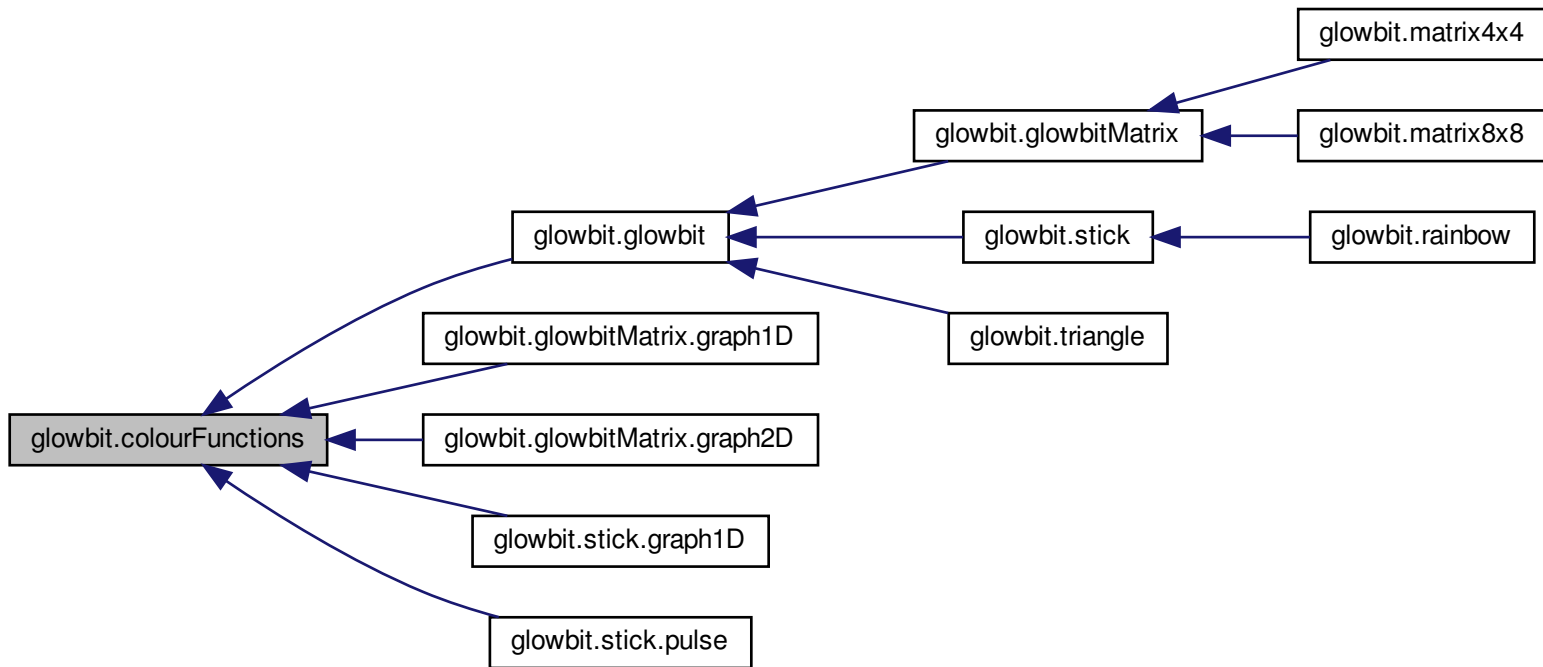 glowbit.matrix4x4
glowbit.glowbitMatrix
glowbit.matrix8x8
glowbit.glowbit
glowbit.stick
glowbit.rainbow
glowbit.glowbitMatrix.graph1D
glowbit.triangle
glowbit.colourFunctions
glowbit.glowbitMatrix.graph2D
glowbit.stick.graph1D
glowbit.stick.pulse